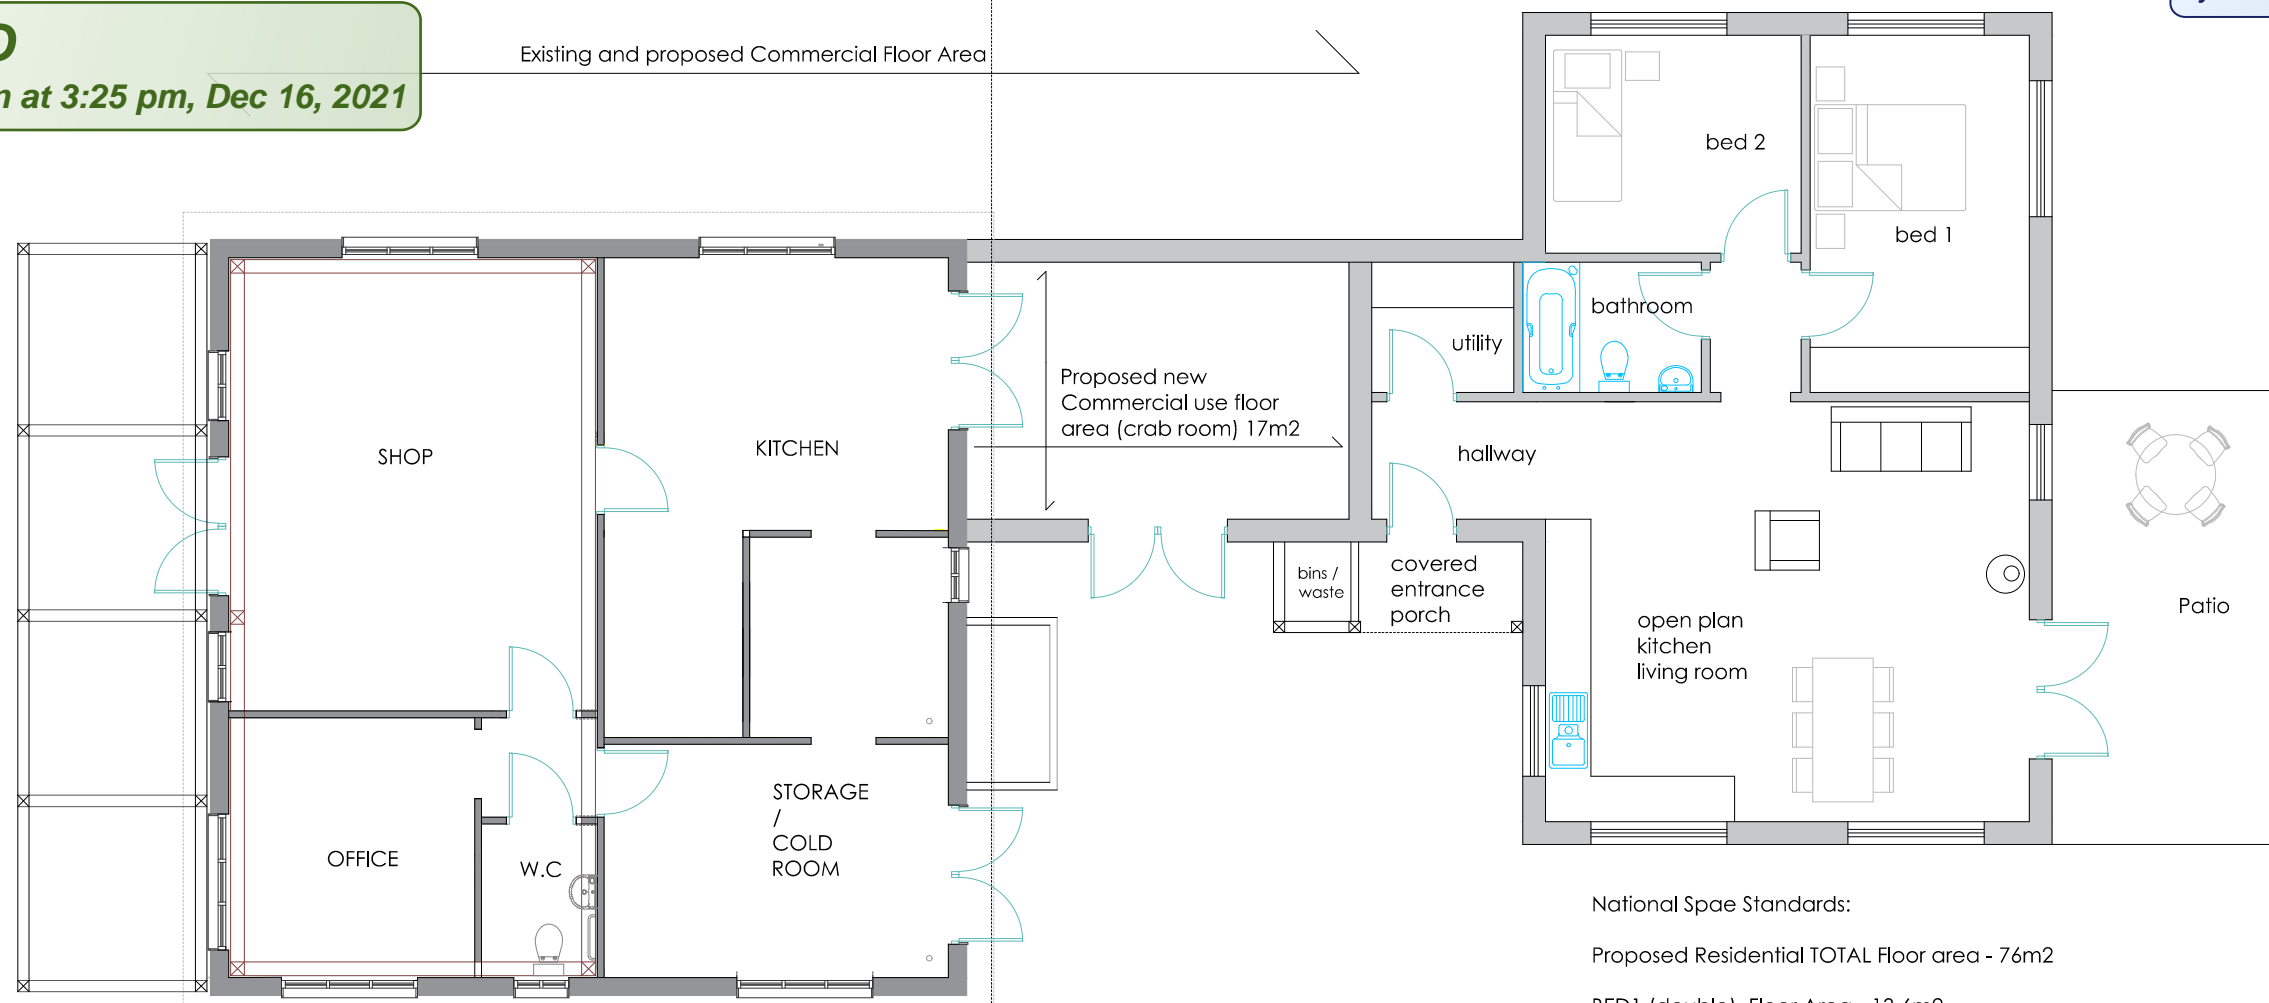 n at 3:25 pm, Dec 16, 2021
Existing and proposed Commercial Floor Area
bed 2
bed 1
bathroom
utility
Proposed new
Commercial use floor
area (crab room) 17m2
SHOP
KITCHEN
hallway
bins /
waste
covered
entrance
porch
open plan
kitchen
living room
Patio
STORAGE
/
COLD
ROOM
OFFICE
W.C
National Spae Standards:
Proposed Residential TOTAL Floor area - 76m2